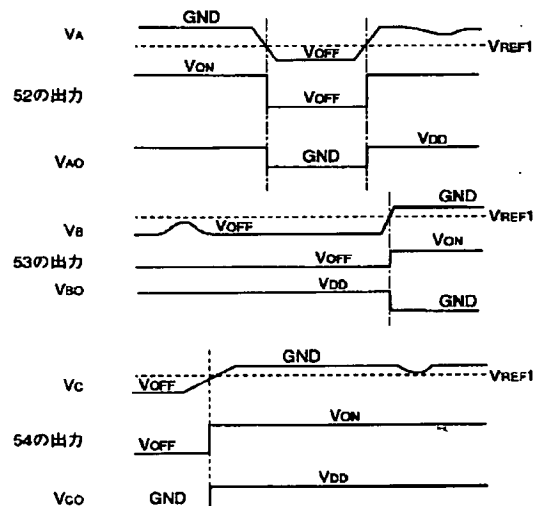 GND
VA VOFF VREF1
VON
52の出力 VOFF
VDD
VAO GND
GND
VB VOFF VREF1
VON
53の出力 VOFF
VBO VDD
GND
GND
VC VOFF VREF1
VON
54の出力 VOFF
VDD
VCO GND